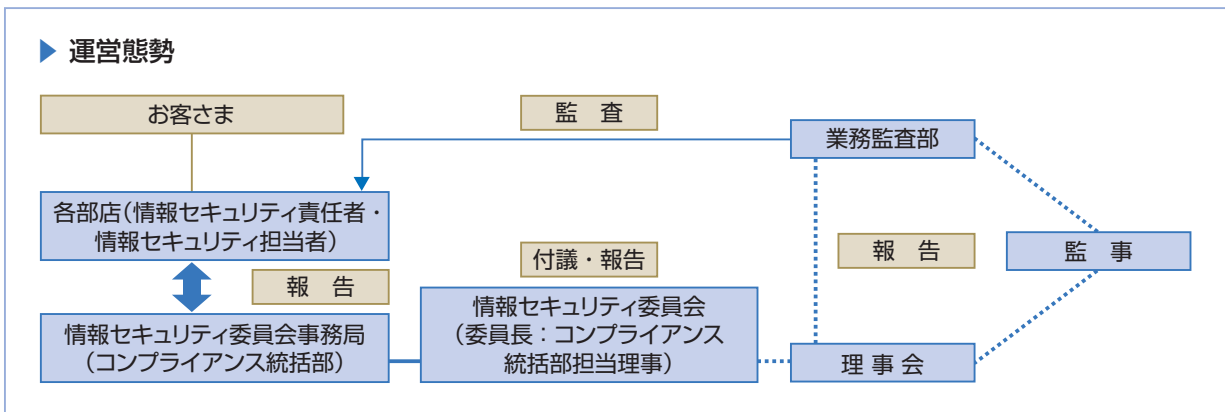 運営態勢
お客さま
監 査
業務監査部
各部店(情報セキュリティ責任者・
情報セキュリティ担当者)
報 告
付議・報告
報 告
監 事
情報セキュリティ委員会事務局
(コンプライアンス統括部)
情報セキュリティ委員会
(委員長:コンプライアンス
統括部担当理事)
理 事 会